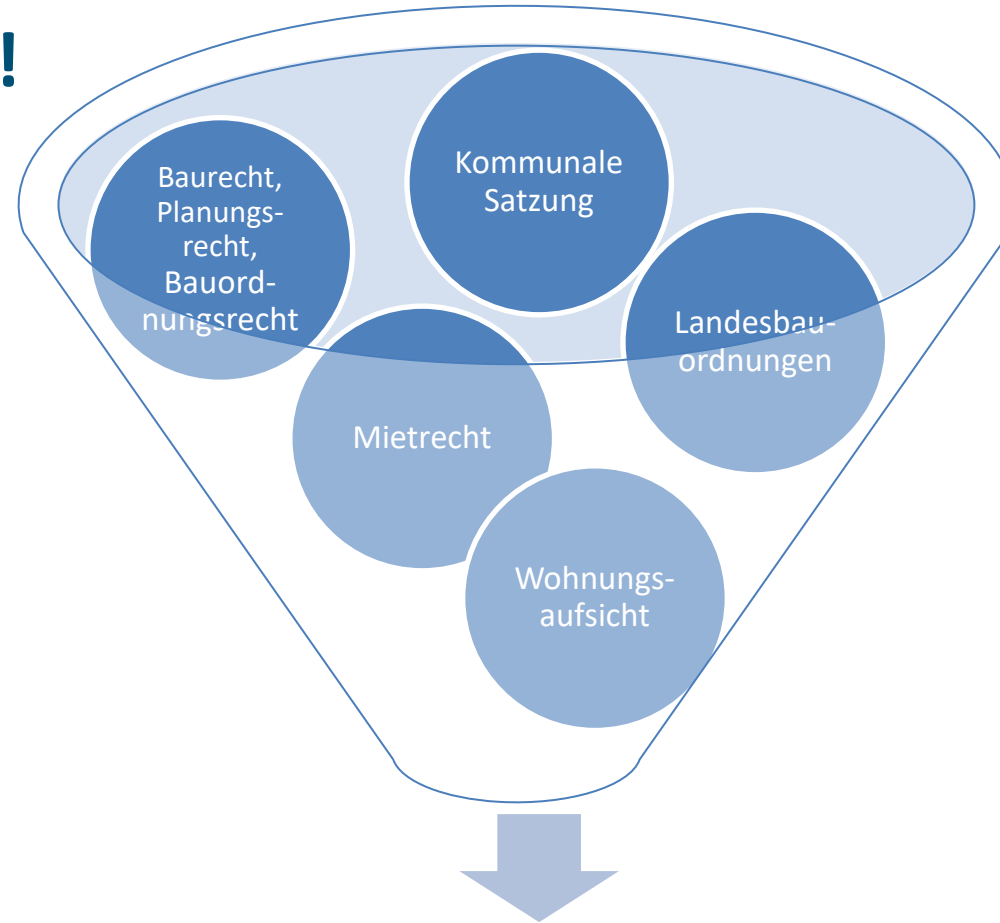 !
Baurecht,
Planungs-
recht,
Bauord-
nungsrecht
Kommunale
Satzung
Landesbau-
ordnungen
Mietrecht
Wohnungs-
aufsicht